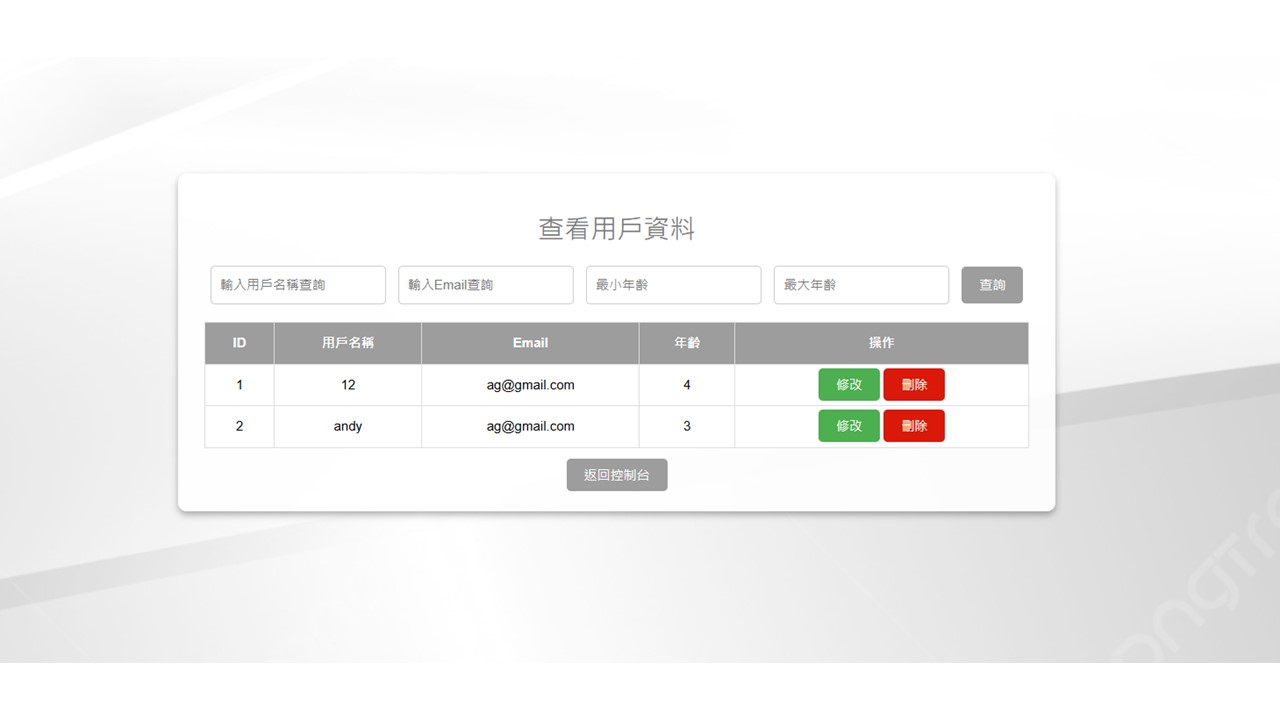 查看用戶資料
輸入用戶名稱查詢 輸入Email查詢 最小年齡 最大年齡 查詢
ID 用戶名稱 Email 年齡 操作
1 12 ag@gmail.com 4 修改 刪除
2 andy ag@gmail.com 3 修改 刪除
返回控制台